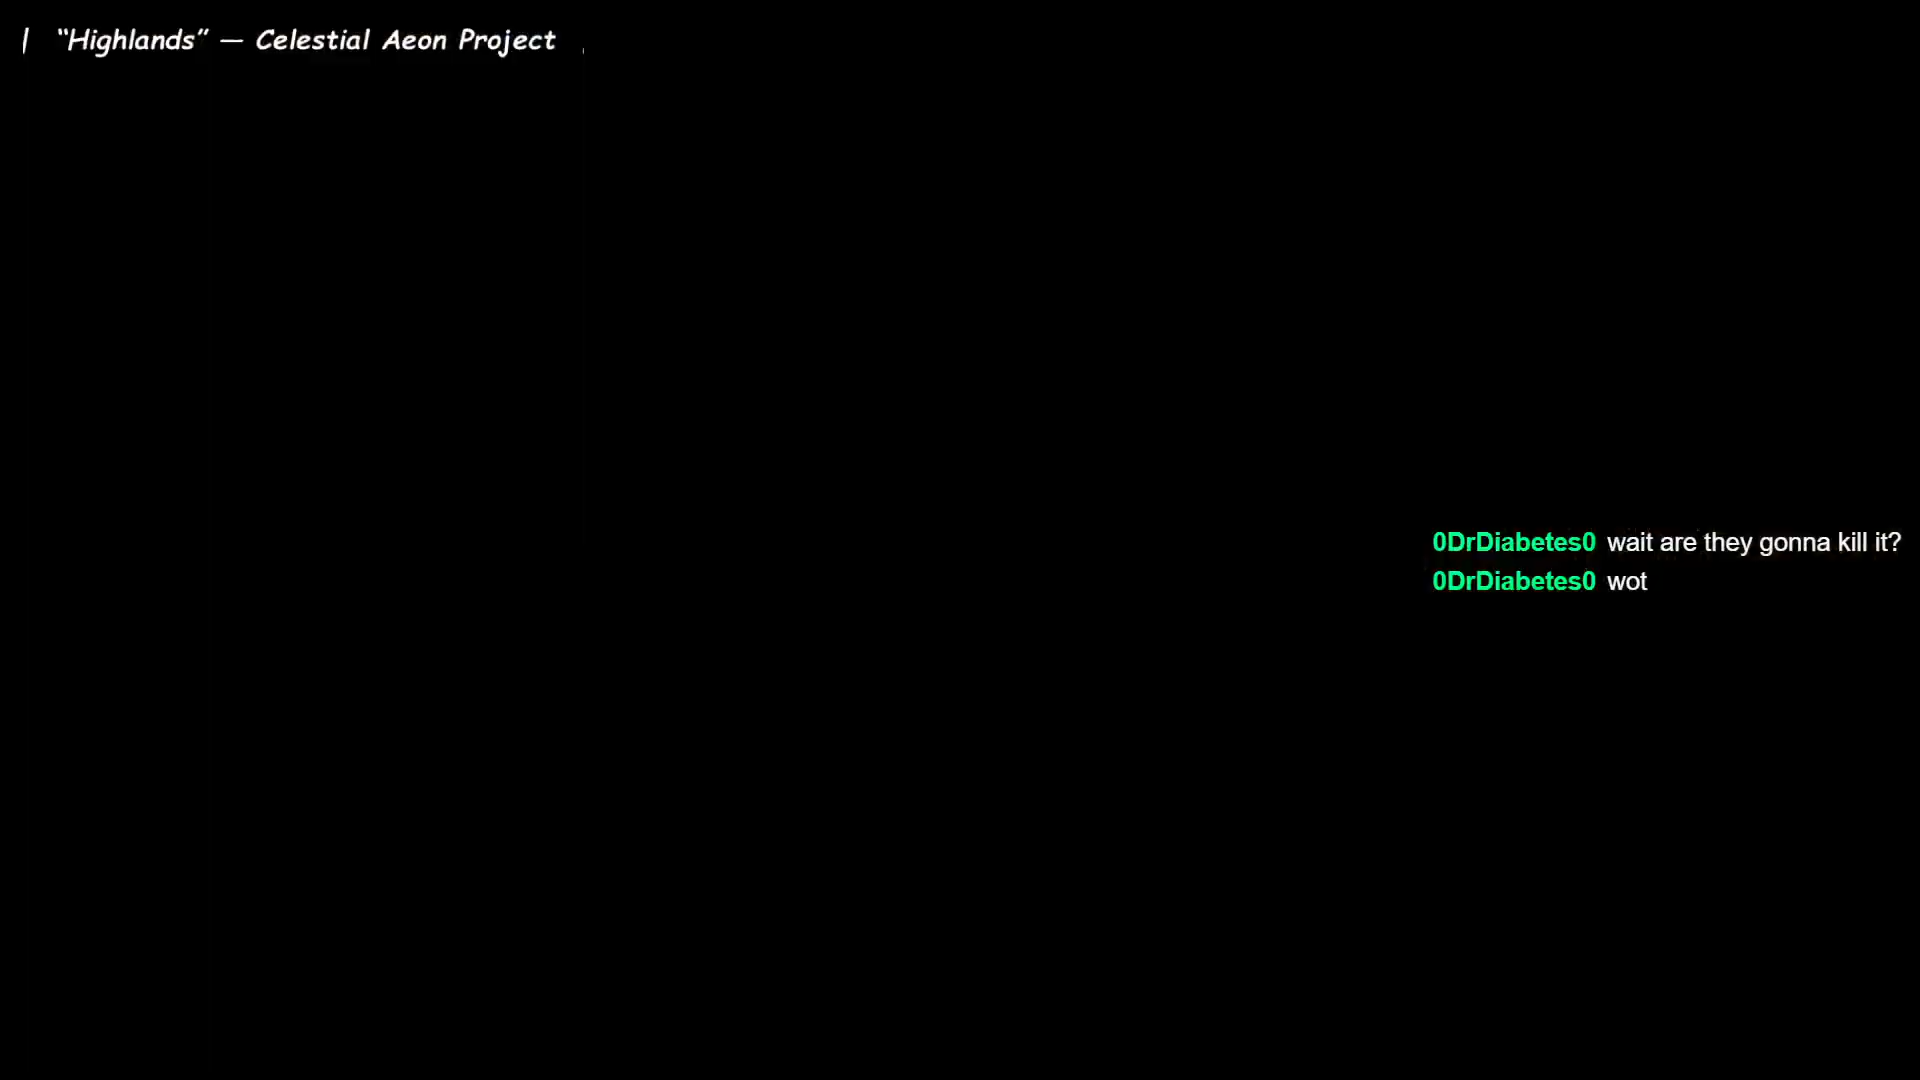 | “Highlands” — Celestial Aeon Project
0DrDiabetes0 wait are they gonna kill it?
0DrDiabetes0 wot